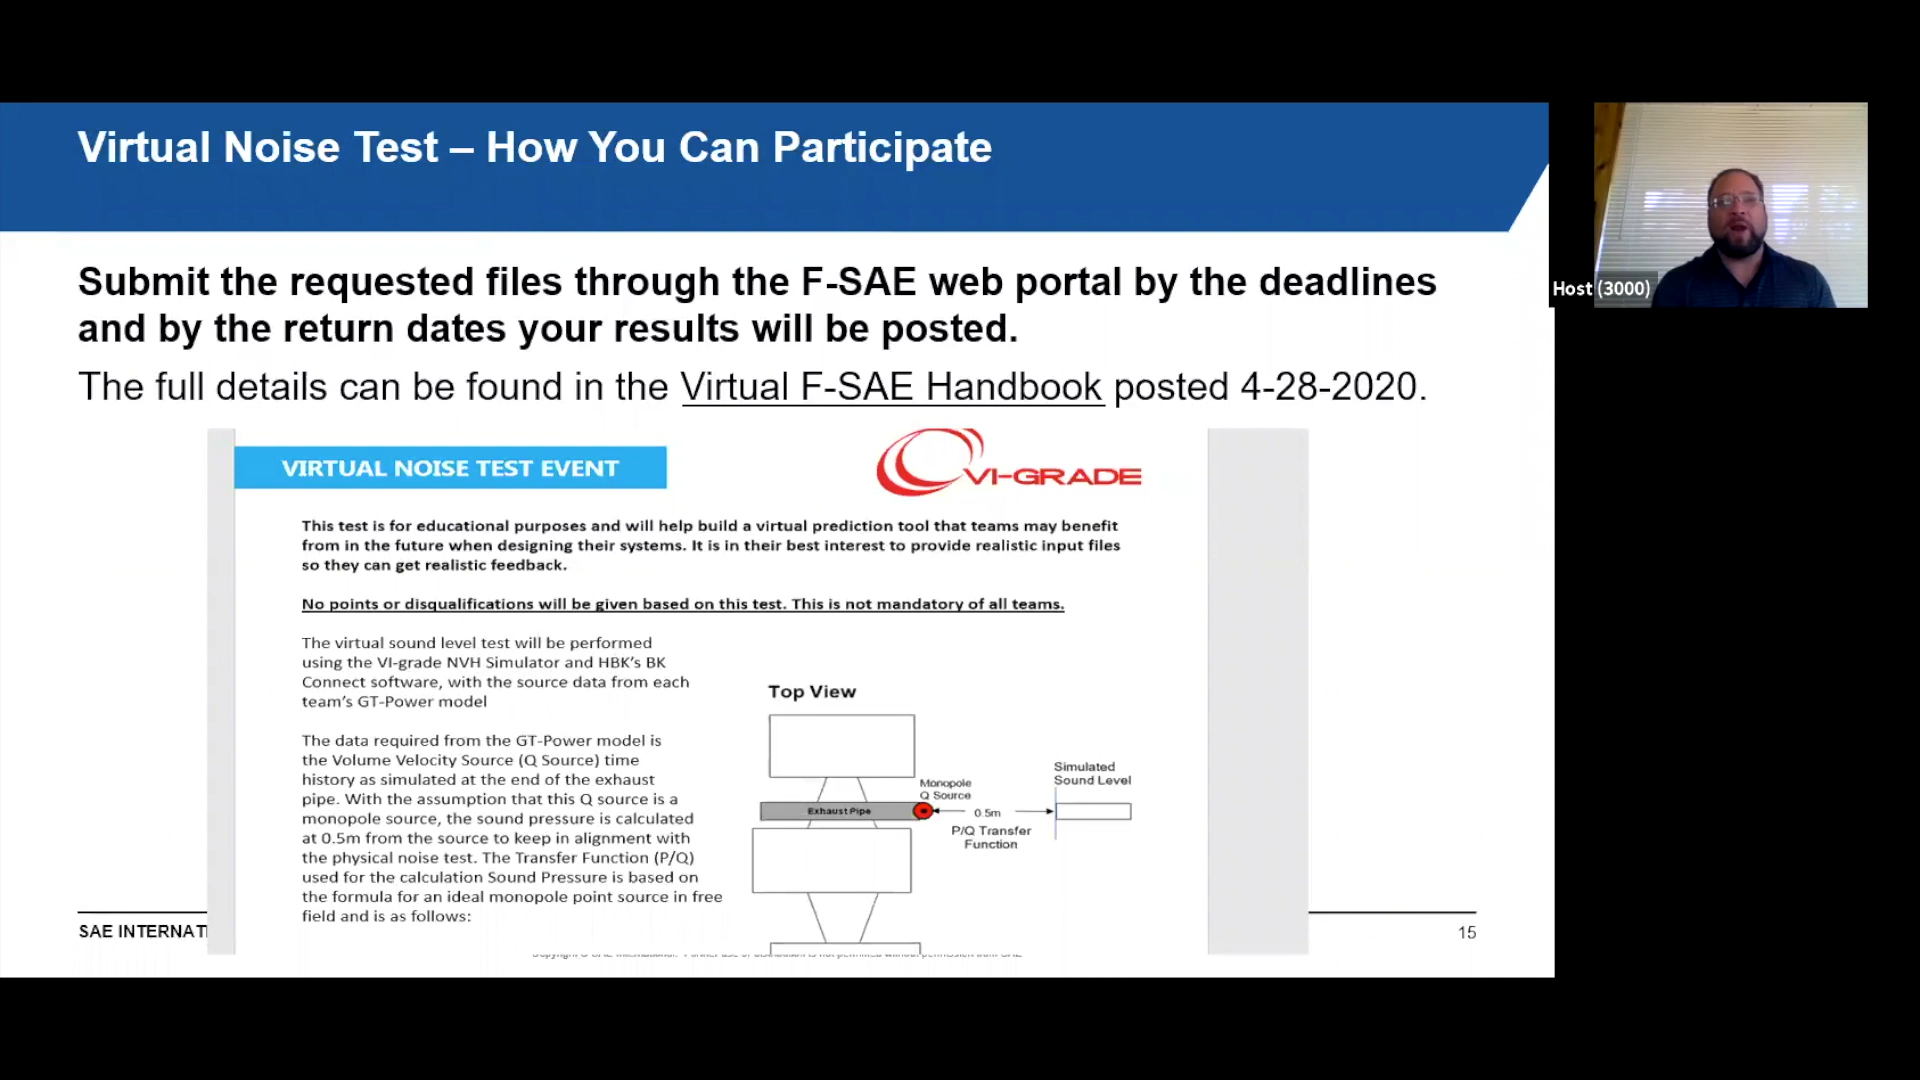 Virtual Noise Test – How You Can Participate
Submit the requested files through the F-SAE web portal by the deadlines
and by the return dates your results will be posted.
The full details can be found in the Virtual F-SAE Handbook posted 4-28-2020.
VIRTUAL NOISE TEST EVENT
VI-GRADE
This test is for educational purposes and will help build a virtual prediction tool that teams may benefit
from in the future when designing their systems. It is in their best interest to provide realistic input files
so they can get realistic feedback.
No points or disqualifications will be given based on this test. This is not mandatory of all teams.
The virtual sound level test will be performed
using the VI-grade NVH Simulator and HBK's BK
Connect software, with the source data from each
team's GT-Power model
The data required from the GT-Power model is
the Volume Velocity Source (Q Source) time
history as simulated at the end of the exhaust
pipe. With the assumption that this Q source is a
monopole source, the sound pressure is calculated
at 0.5m from the source to keep in alignment with
the physical noise test. The Transfer Function (P/Q)
used for the calculation Sound Pressure is based on
the formula for an ideal monopole point source in free
field and is as follows:
Top View
Monopole
Q Source
Simulated
Sound Level
Exhaust Pipe
0.5m
P/Q Transfer
Function
SAE INTERNAT
15
Host (3000)